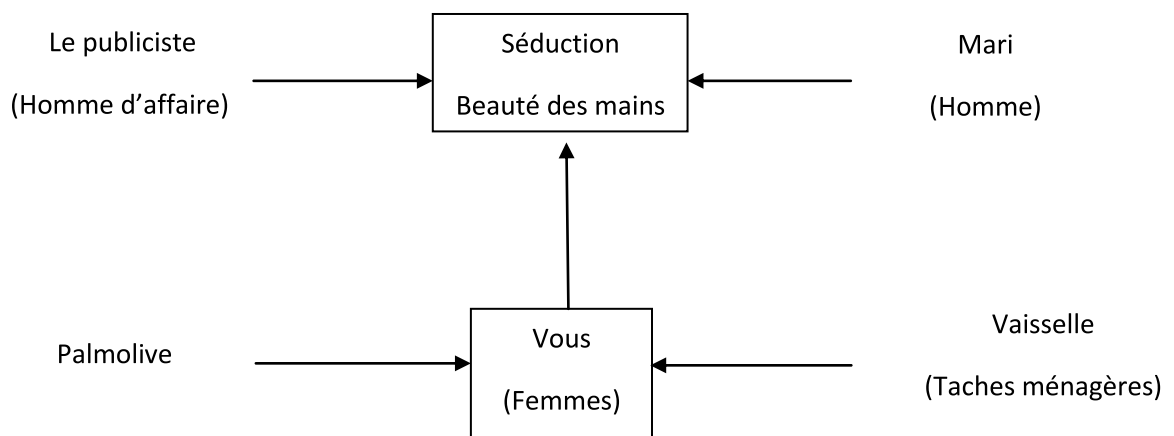 Le publiciste
(Homme d'affaire)
Séduction
Beauté des mains
Mari
(Homme)
Palmolive
Vous
(Femmes)
Vaisselle
(Taches ménagères)